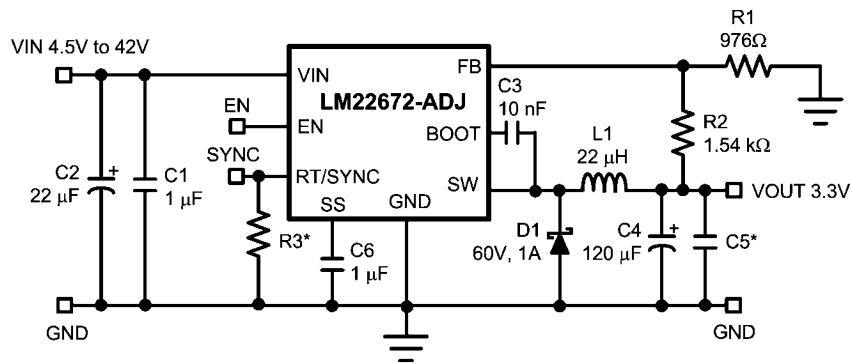 VIN 4.5V to 42V
EN
SYNC
C2
22 µF
+
C1
1 µF
R3*
GND
VIN
FB
LM22672-ADJ
EN
BOOT
RT/SYNC
SW
SS
GND
C6
1 µF
C3
10 nF
R1
976Ω
R2
1.54 kΩ
L1
22 µH
VOUT 3.3V
D1
60V, 1A
C4
120 µF
+
C5*
GND